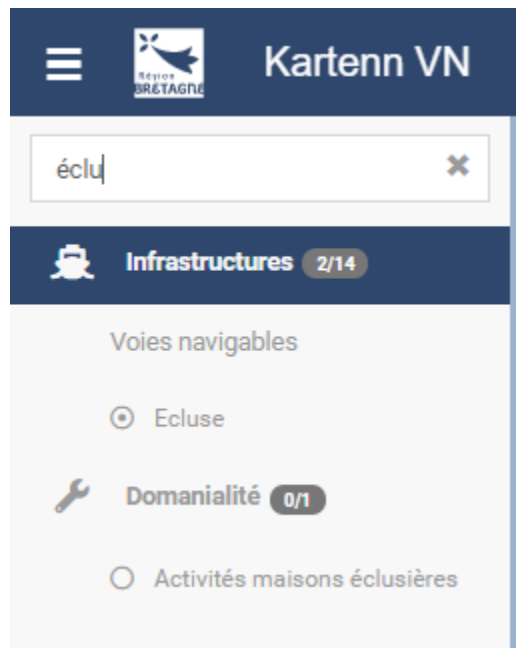 Kartenn VN
Région
BRETAGNE
éclu
Infrastructures 2/14
Voies navigables
Ecluse
Domanialité 0/1
Activités maisons éclusières